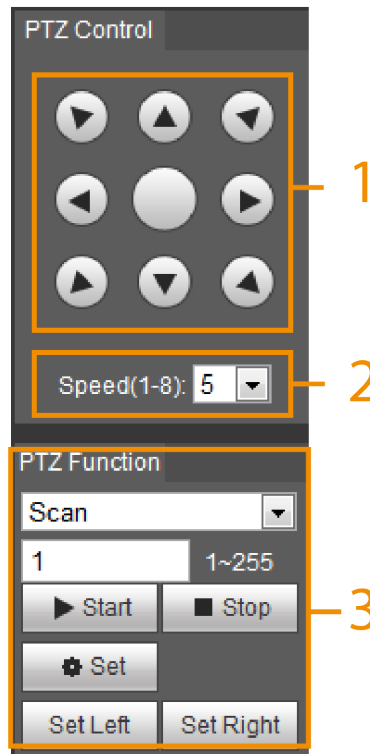 PTZ Control
1
Speed(1-8): 5
2
PTZ Function
Scan
1 1~255
Start Stop
3
Set
Set Left Set Right